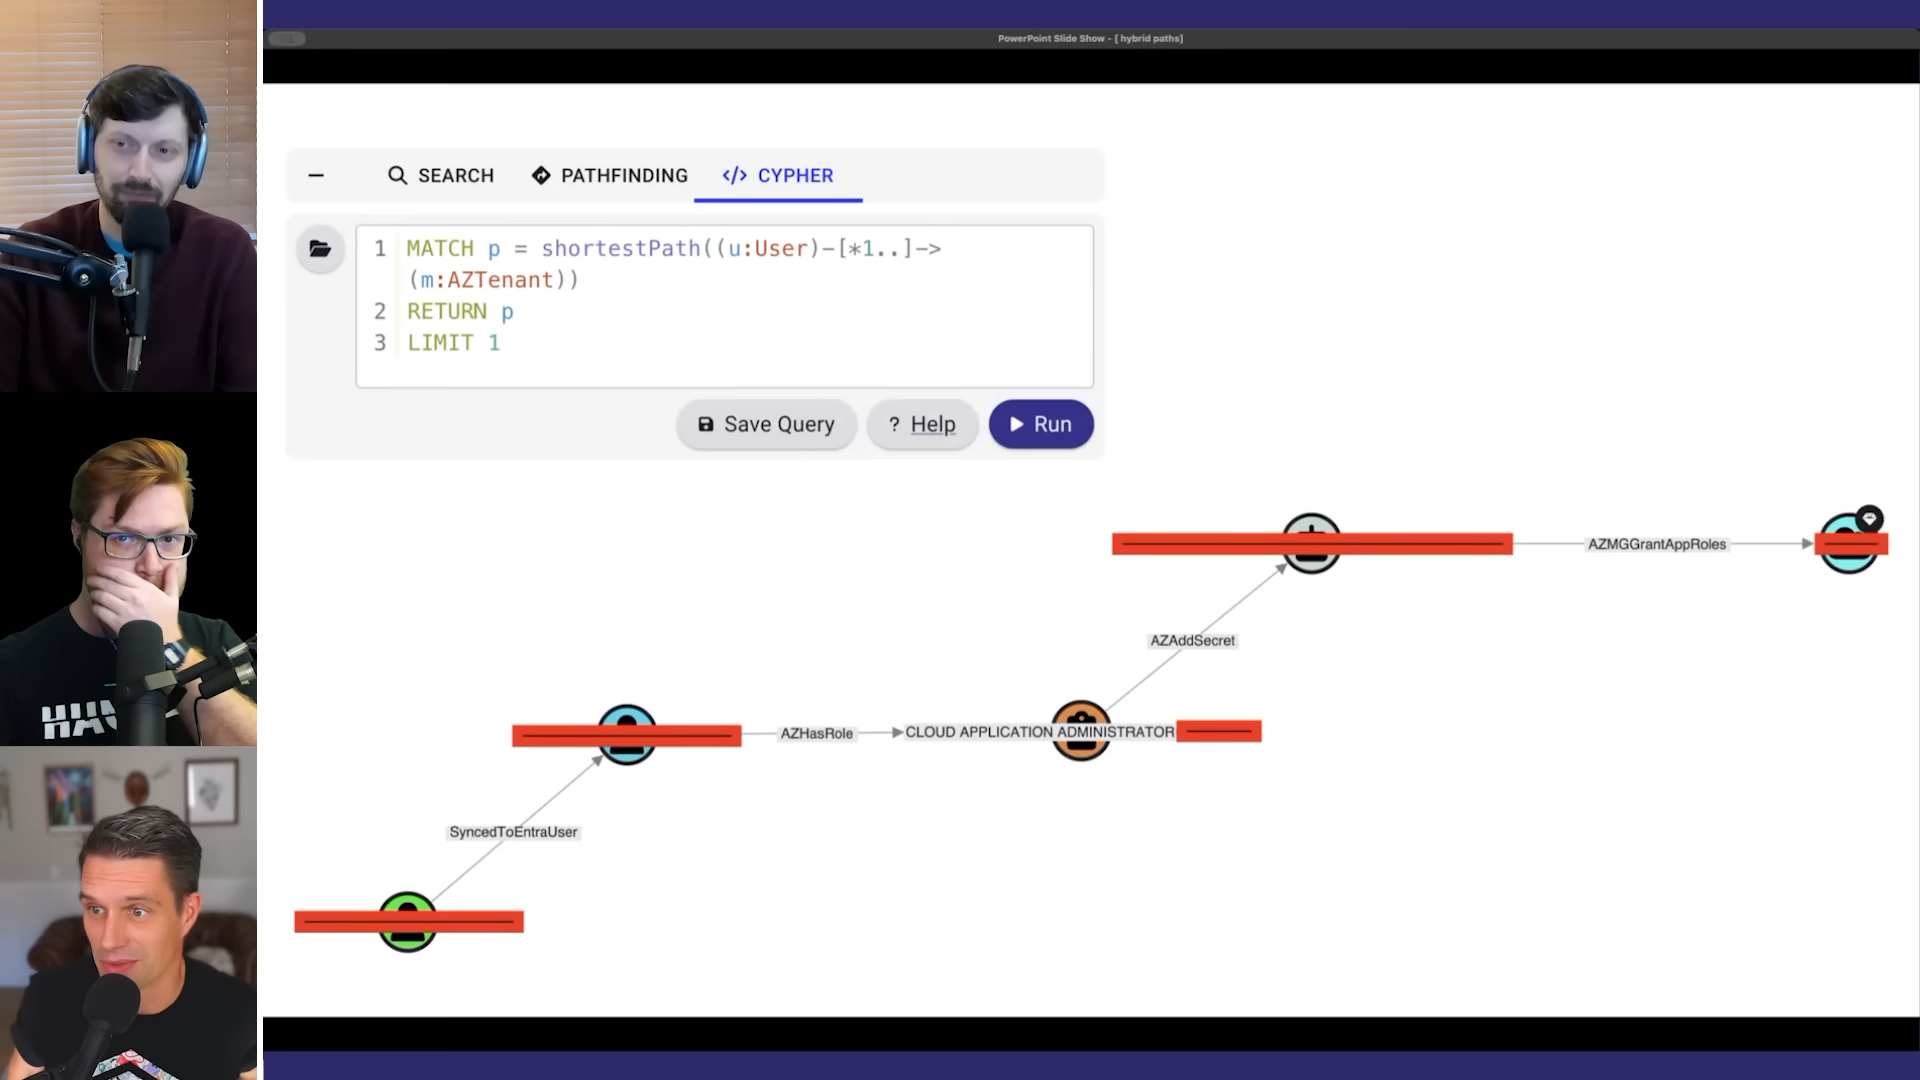 PowerPoint Slide Show - [ hybrid paths]
SEARCH
PATHFINDING
</> CYPHER
1 MATCH p = shortestPath((u:User)-[*1..]->
(m:AZTenant))
2 RETURN p
3 LIMIT 1
Save Query
? Help
Run
AZMGGrantAppRoles
AZAddSecret
AZHasRole
CLOUD APPLICATION ADMINISTRATOR
SyncedToEntraUser